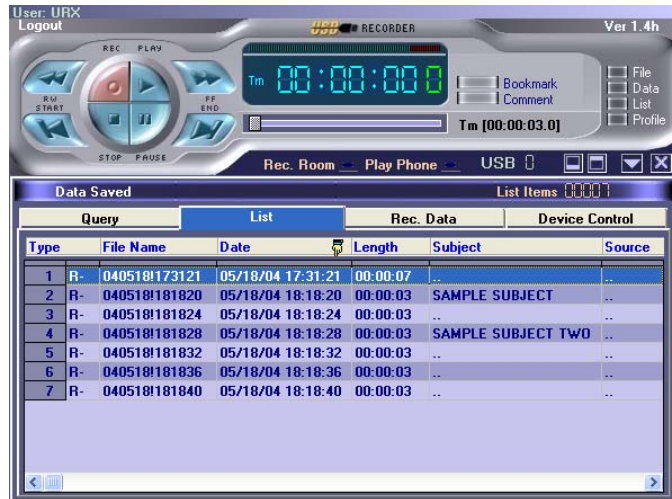 User: URX
Logout
USB RECORDER
Ver 1.4h
REC PLAY
RW START
FF END
STOP PAUSE
Tm 00:00:00 0
Bookmark
Comment
File
Data
List
Profile
Tm [00:00:03.0]
Rec. Room Play Phone USB 0
Data Saved
List Items 00007
Query List Rec. Data Device Control
Type File Name Date Length Subject Source
1 R- 040518!173121 05/18/04 17:31:21 00:00:07 .. ..
2 R- 040518!181820 05/18/04 18:18:20 00:00:03 SAMPLE SUBJECT ..
3 R- 040518!181824 05/18/04 18:18:24 00:00:03 .. ..
4 R- 040518!181828 05/18/04 18:18:28 00:00:03 SAMPLE SUBJECT TWO ..
5 R- 040518!181832 05/18/04 18:18:32 00:00:03 .. ..
6 R- 040518!181836 05/18/04 18:18:36 00:00:03 .. ..
7 R- 040518!181840 05/18/04 18:18:40 00:00:03 .. ..